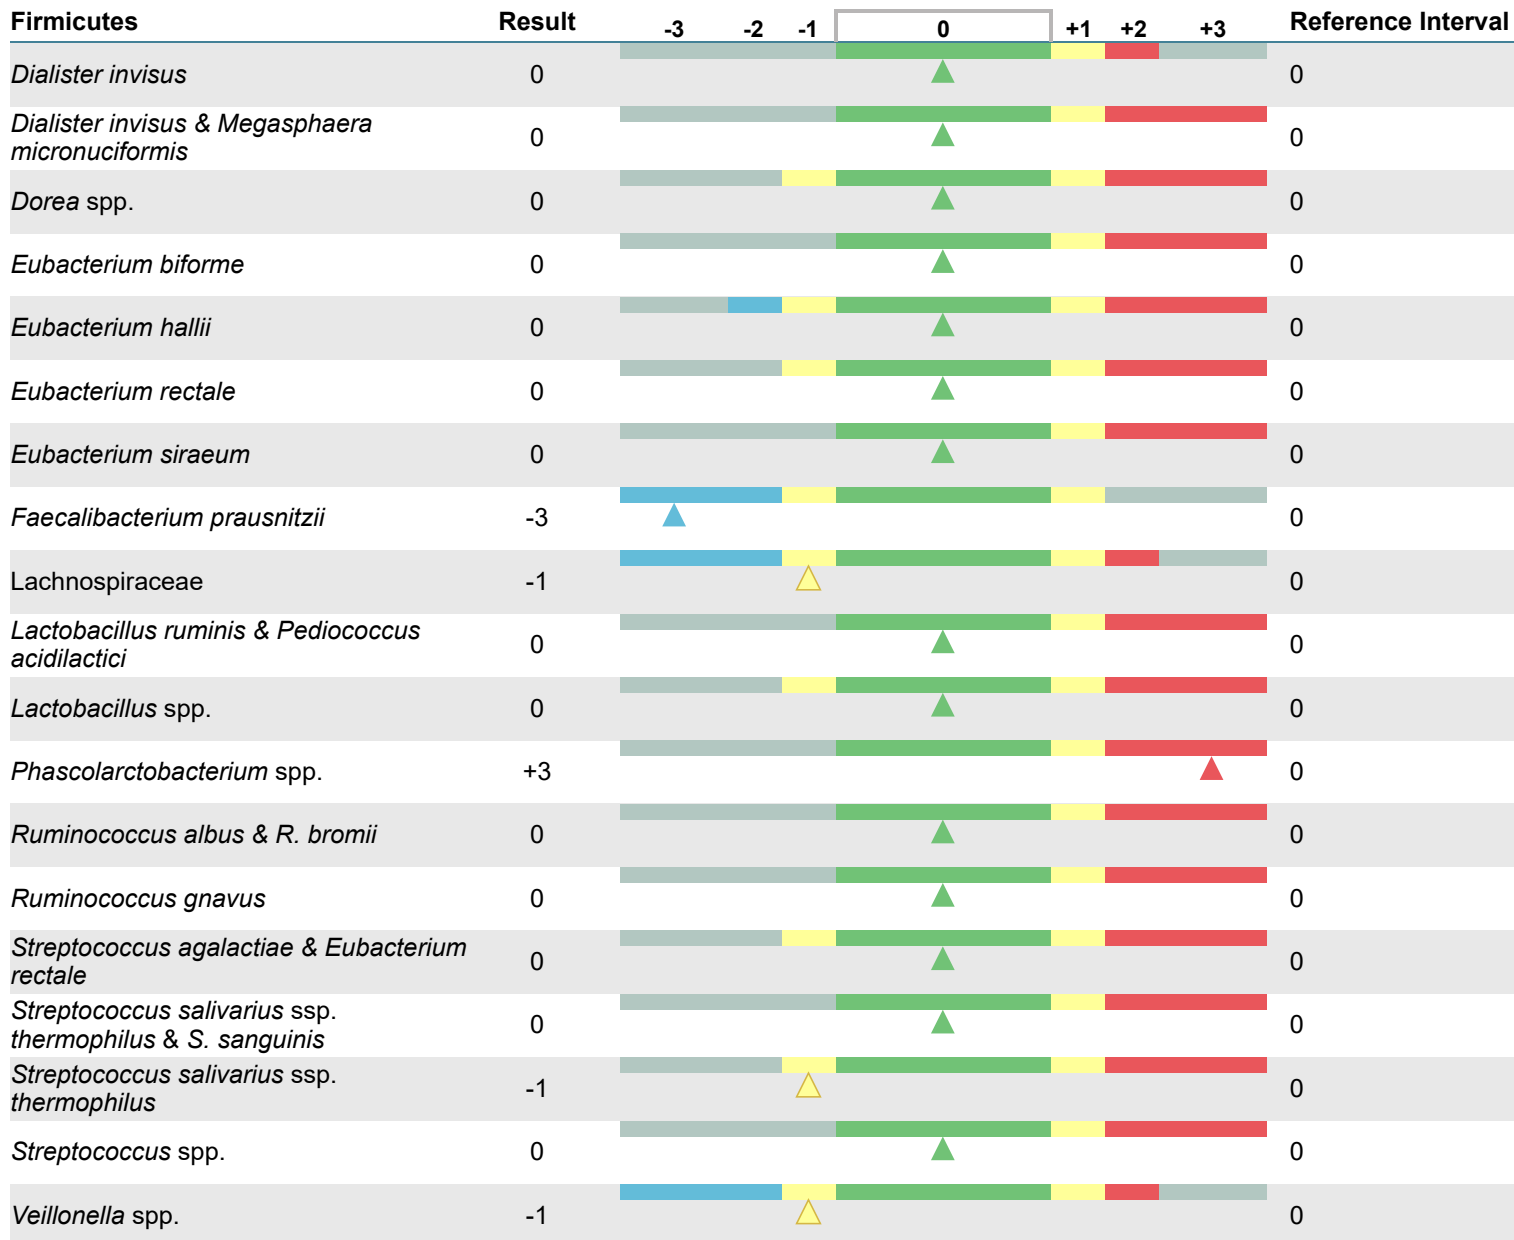 Firmicutes Result -3 -2 -1 0 +1 +2 +3 Reference Interval
Dialister invisus 0 0
Dialister invisus & Megasphaera
micronuciformis 0 0
Dorea spp. 0 0
Eubacterium biforme 0 0
Eubacterium hallii 0 0
Eubacterium rectale 0 0
Eubacterium siraeum 0 0
Faecalibacterium prausnitzii -3 0
Lachnospiraceae -1 0
Lactobacillus ruminis & Pediococcus
acidilactici 0 0
Lactobacillus spp. 0 0
Phascolarctobacterium spp. +3 0
Ruminococcus albus & R. bromii 0 0
Ruminococcus gnavus 0 0
Streptococcus agalactiae & Eubacterium
rectale 0 0
Streptococcus salivarius ssp.
thermophilus & S. sanguinis 0 0
Streptococcus salivarius ssp.
thermophilus -1 0
Streptococcus spp. 0 0
Veillonella spp. -1 0